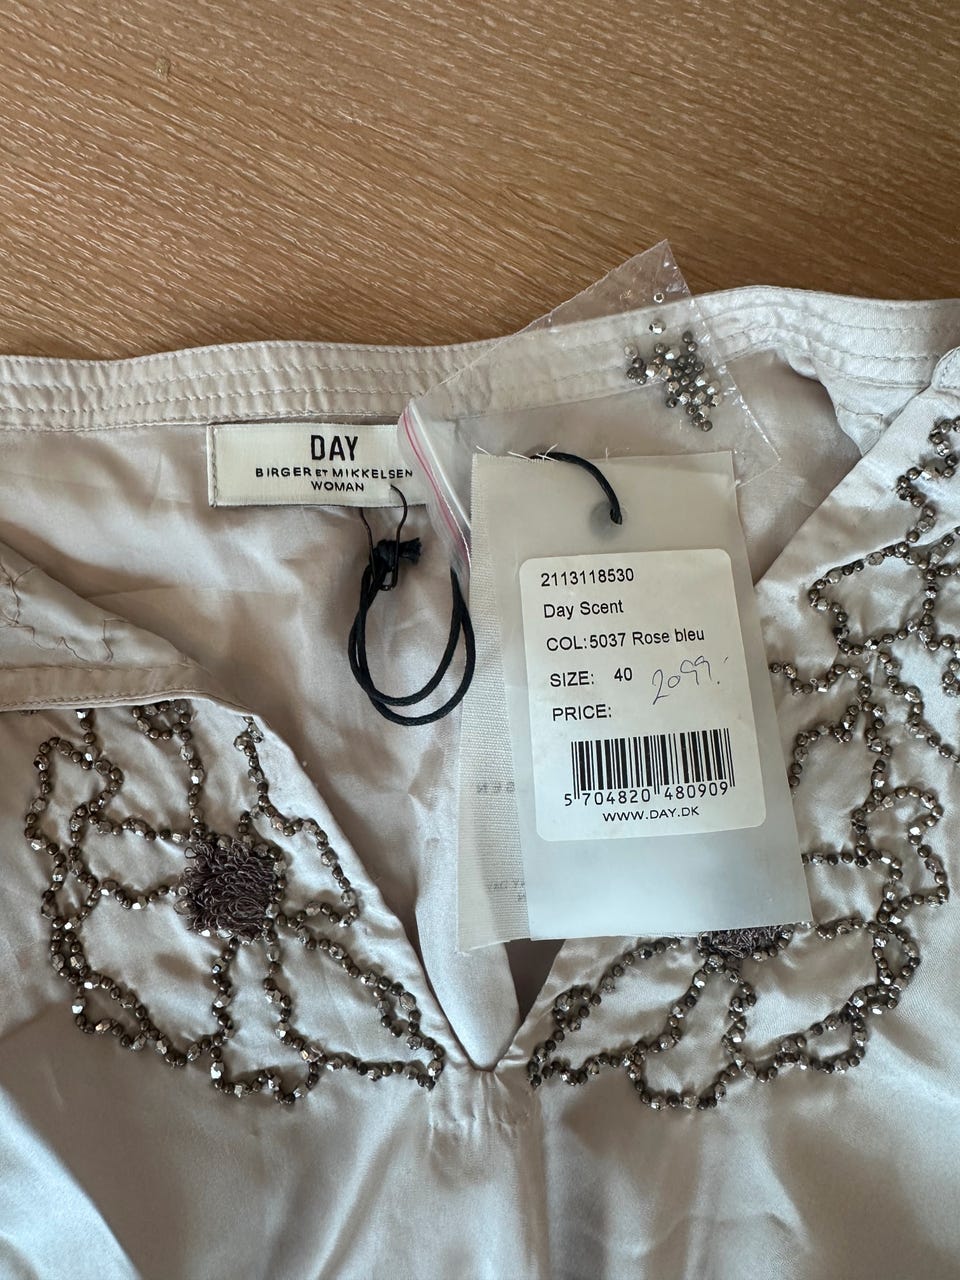 DAY
BIRGER ET MIKKELSEN
WOMAN
2113118530
Day Scent
COL:5037 Rose bleu
SIZE: 40 2099.
PRICE:
5 704820 480909
WWW.DAY.DK